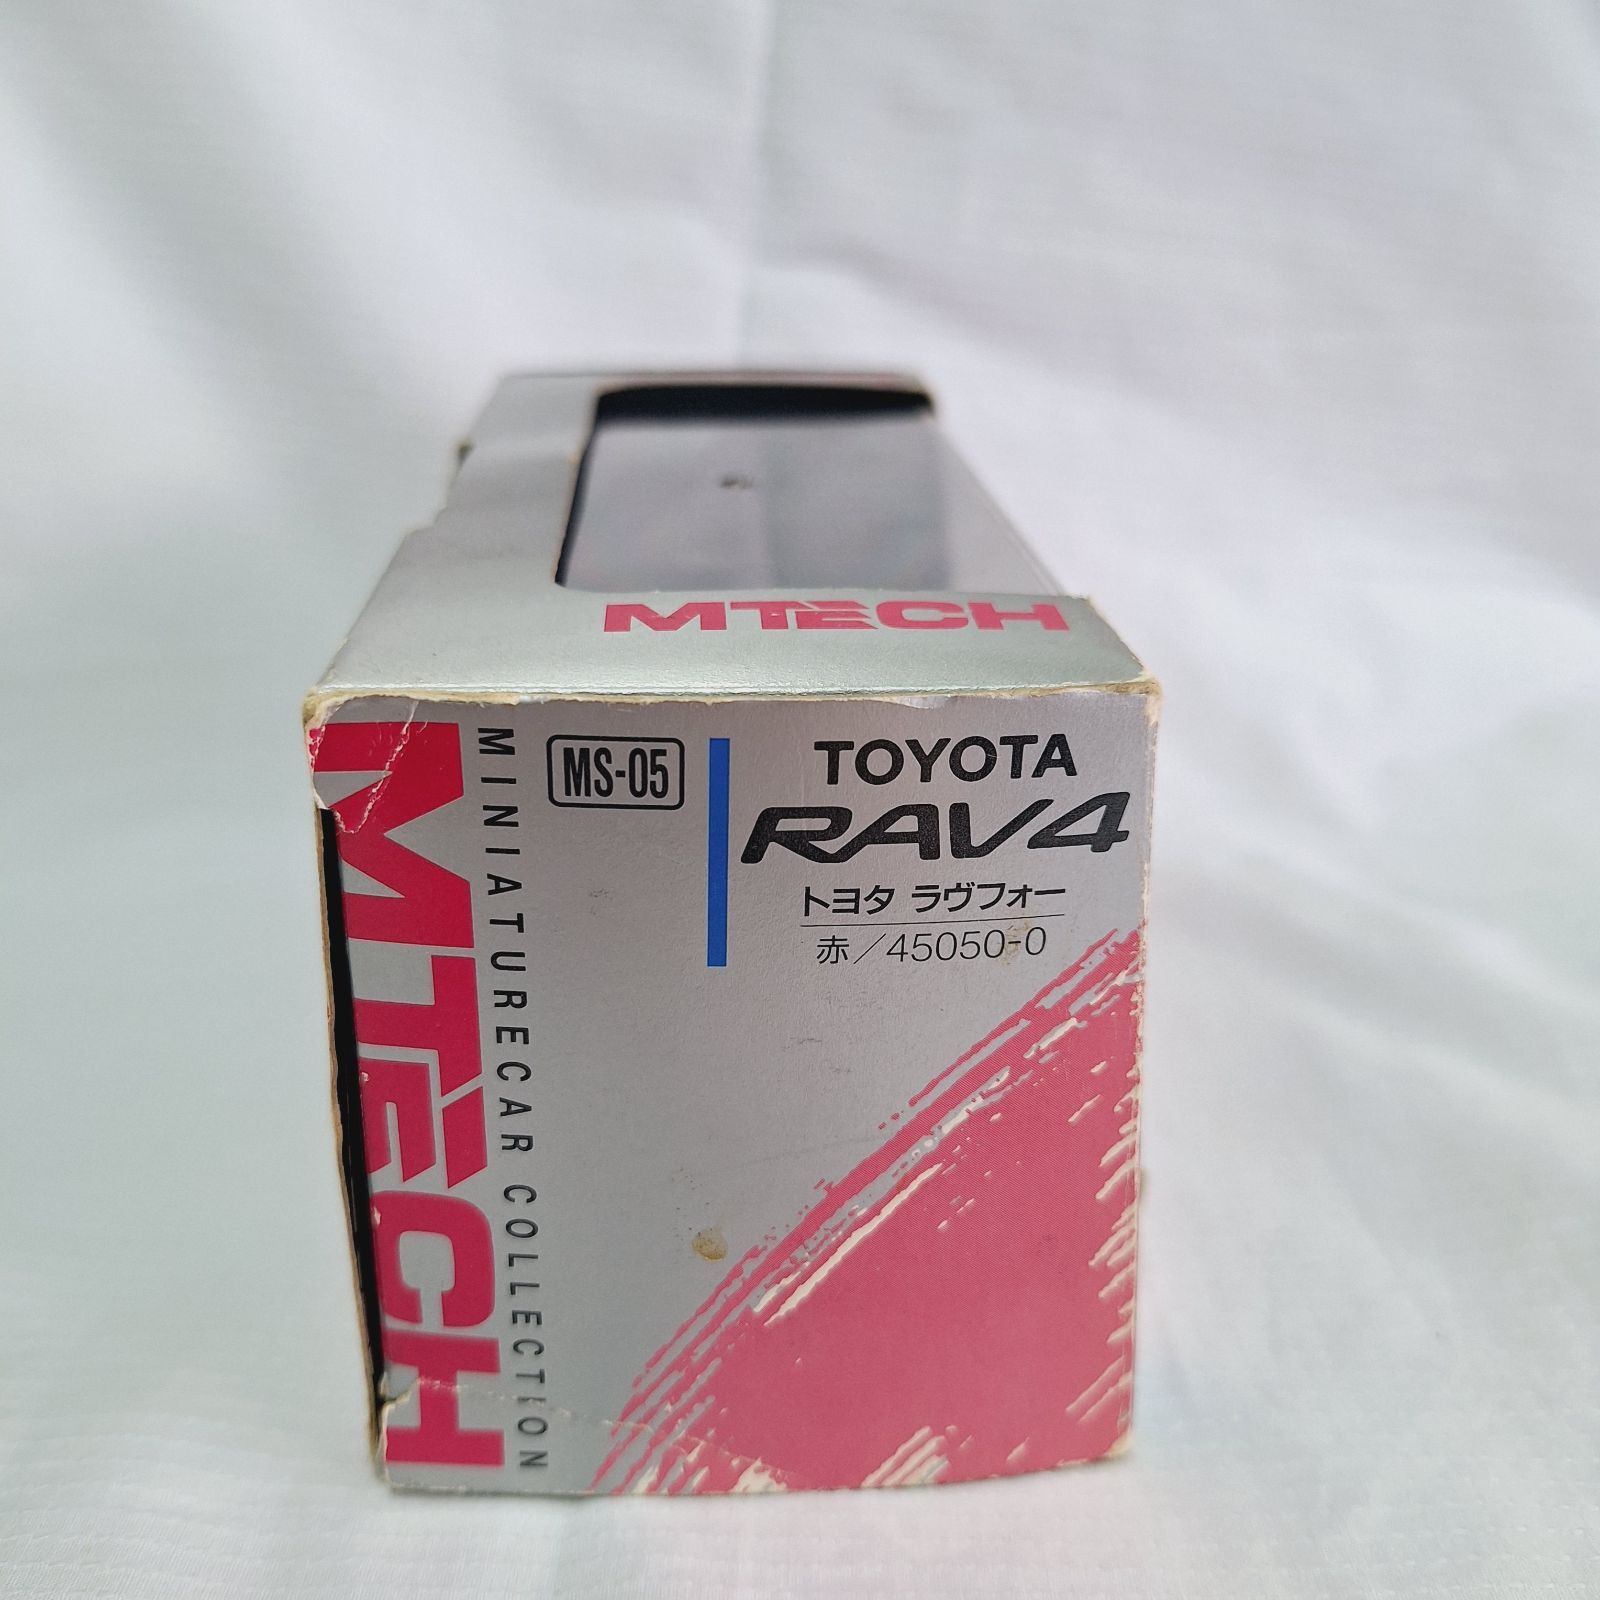 MTECH
MTECH
MINIATURECAR COLLECTION
MS-05
TOYOTA
RAV4
トヨタ ラヴフォー
赤/45050-0